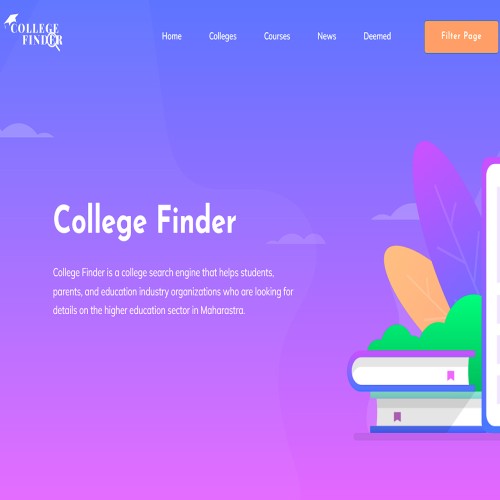 COLLEGE
FINDER
Home Colleges Courses News Deemed Filter Page
College Finder
College Finder is a college search engine that helps students,
parents, and education industry organizations who are looking for
details on the higher education sector in Maharastra.